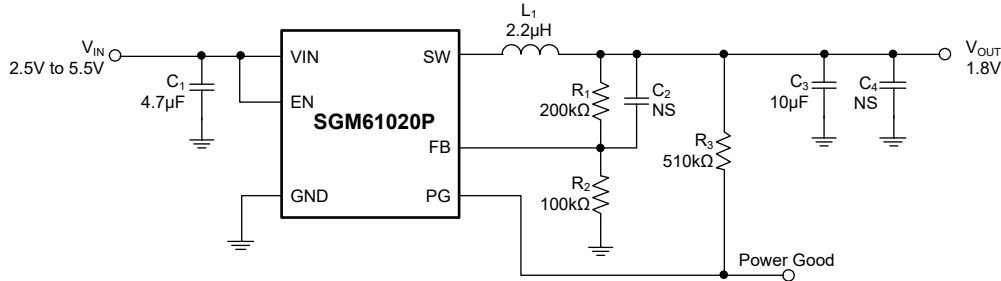 L1
2.2μH
VIN
2.5V to 5.5V
C1
4.7μF
VIN
EN
GND
SW
FB
PG
SGM61020P
R1
200kΩ
C2
NS
R2
100kΩ
R3
510kΩ
C3
10μF
C4
NS
VOUT
1.8V
Power Good